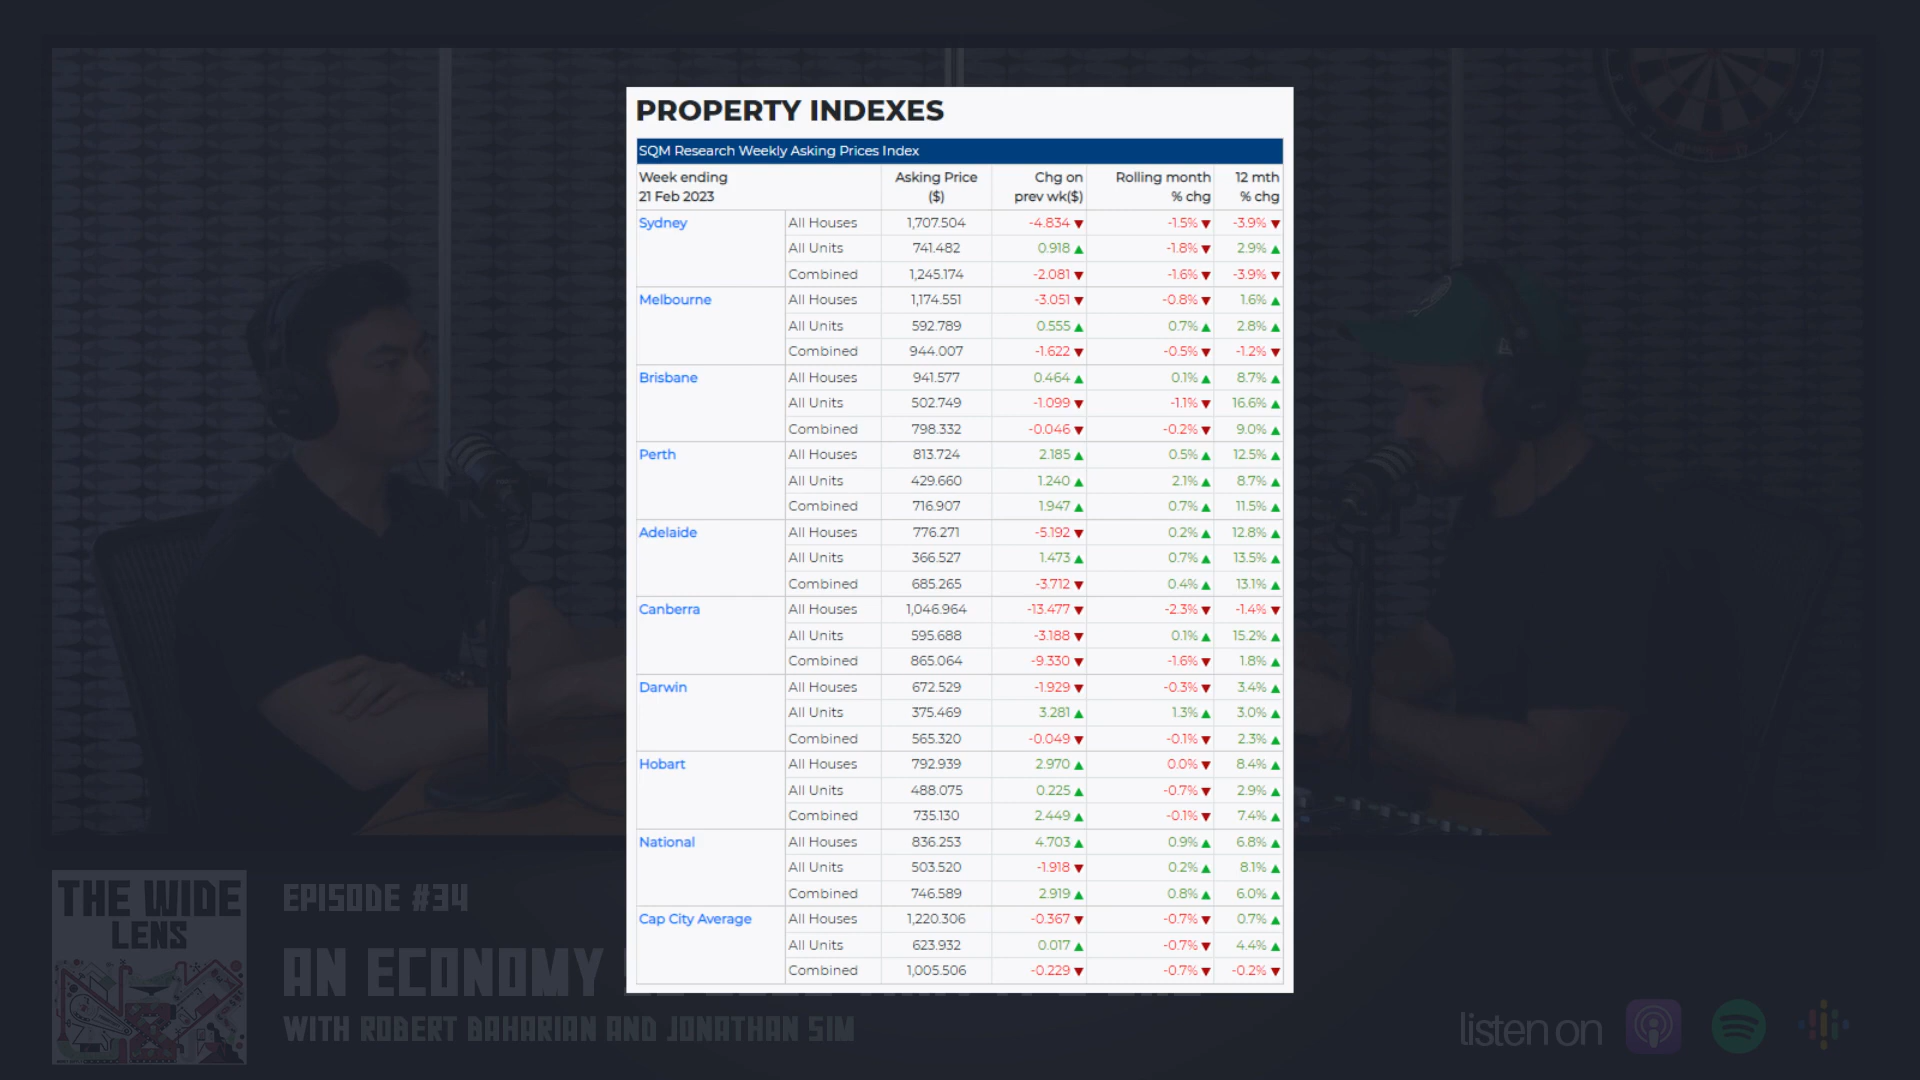 PROPERTY INDEXES
SQM Research Weekly Asking Prices Index
Week ending 21 Feb 2023 Asking Price ($) Chg on prev wk($) Rolling month % chg 12 mth % chg
Sydney All Houses 1,707.504 -4.834 ▼ -1.5% ▼ -3.9% ▼
All Units 741.482 0.918 ▲ -1.8% ▼ 2.9% ▲
Combined 1,245.174 -2.081 ▼ -1.6% ▼ -3.9% ▼
Melbourne All Houses 1,174.551 -3.051 ▼ -0.8% ▼ 1.6% ▲
All Units 592.789 0.555 ▲ 0.7% ▲ 2.8% ▲
Combined 944.007 -1.622 ▼ -0.5% ▼ -1.2% ▼
Brisbane All Houses 941.577 0.464 ▲ 0.1% ▲ 8.7% ▲
All Units 502.749 -1.099 ▼ -1.1% ▼ 16.6% ▲
Combined 798.332 -0.046 ▼ -0.2% ▼ 9.0% ▲
Perth All Houses 813.724 2.185 ▲ 0.5% ▲ 12.5% ▲
All Units 429.660 1.240 ▲ 2.1% ▲ 8.7% ▲
Combined 716.907 1.947 ▲ 0.7% ▲ 11.5% ▲
Adelaide All Houses 776.271 -5.192 ▼ 0.2% ▲ 12.8% ▲
All Units 366.527 1.473 ▲ 0.7% ▲ 13.5% ▲
Combined 685.265 -3.712 ▼ 0.4% ▲ 13.1% ▲
Canberra All Houses 1,046.964 -13.477 ▼ -2.3% ▼ -1.4% ▼
All Units 595.688 -3.188 ▼ 0.1% ▲ 15.2% ▲
Combined 865.064 -9.330 ▼ -1.6% ▼ 1.8% ▲
Darwin All Houses 672.529 -1.929 ▼ -0.3% ▼ 3.4% ▲
All Units 375.469 3.281 ▲ 1.3% ▲ 3.0% ▲
Combined 565.320 -0.049 ▼ -0.1% ▼ 2.3% ▲
Hobart All Houses 792.939 2.970 ▲ 0.0% ▼ 8.4% ▲
All Units 488.075 0.225 ▲ -0.7% ▼ 2.9% ▲
Combined 735.130 2.449 ▲ -0.1% ▼ 7.4% ▲
National All Houses 836.253 4.703 ▲ 0.9% ▲ 6.8% ▲
All Units 503.520 -1.918 ▼ 0.2% ▲ 8.1% ▲
Combined 746.589 2.919 ▲ 0.8% ▲ 6.0% ▲
Cap City Average All Houses 1,220.306 -0.367 ▼ -0.7% ▼ 0.7% ▲
All Units 623.932 0.017 ▲ -0.7% ▼ 4.4% ▲
Combined 1,005.506 -0.229 ▼ -0.7% ▼ -0.2% ▼
THE WIDE
LENS
EPISODE #34
AN ECONOMY
WITH ROBERT BAHARIAN AND JONATHAN SIM
listen on